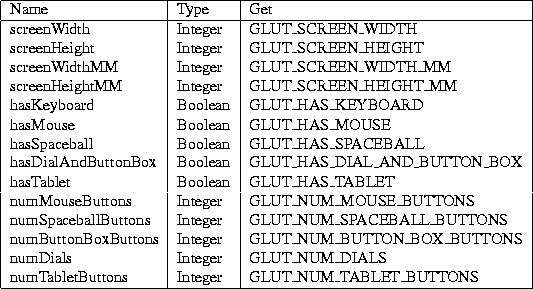 Name Type Get
screenWidth Integer GLUT_SCREEN_WIDTH
screenHeight Integer GLUT_SCREEN_HEIGHT
screenWidthMM Integer GLUT_SCREEN_WIDTH_MM
screenHeightMM Integer GLUT_SCREEN_HEIGHT_MM
hasKeyboard Boolean GLUT_HAS_KEYBOARD
hasMouse Boolean GLUT_HAS_MOUSE
hasSpaceball Boolean GLUT_HAS_SPACEBALL
hasDialAndButtonBox Boolean GLUT_HAS_DIAL_AND_BUTTON_BOX
hasTablet Boolean GLUT_HAS_TABLET
numMouseButtons Integer GLUT_NUM_MOUSE_BUTTONS
numSpaceballButtons Integer GLUT_NUM_SPACEBALL_BUTTONS
numButtonBoxButtons Integer GLUT_NUM_BUTTON_BOX_BUTTONS
numDials Integer GLUT_NUM_DIALS
numTabletButtons Integer GLUT_NUM_TABLET_BUTTONS